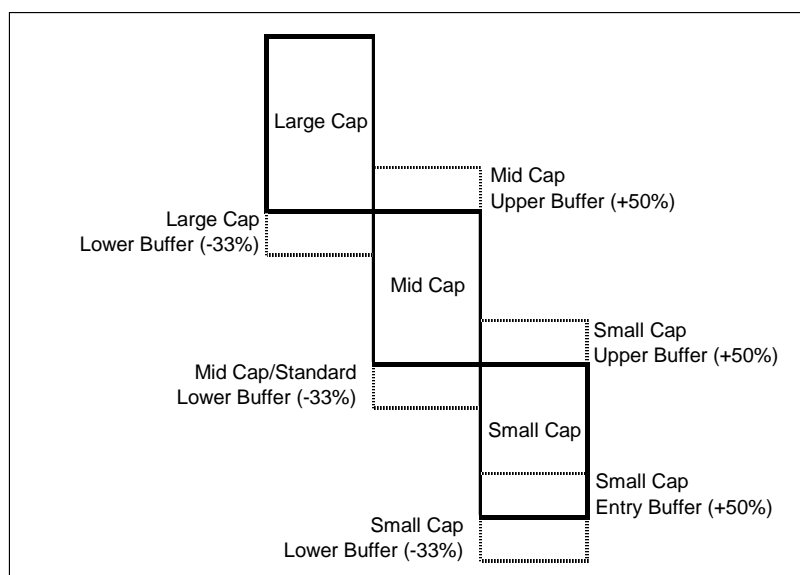 Large Cap
Mid Cap
Upper Buffer (+50%)
Large Cap
Lower Buffer (-33%)
Mid Cap
Small Cap
Upper Buffer (+50%)
Mid Cap/Standard
Lower Buffer (-33%)
Small Cap
Small Cap
Entry Buffer (+50%)
Small Cap
Lower Buffer (-33%)